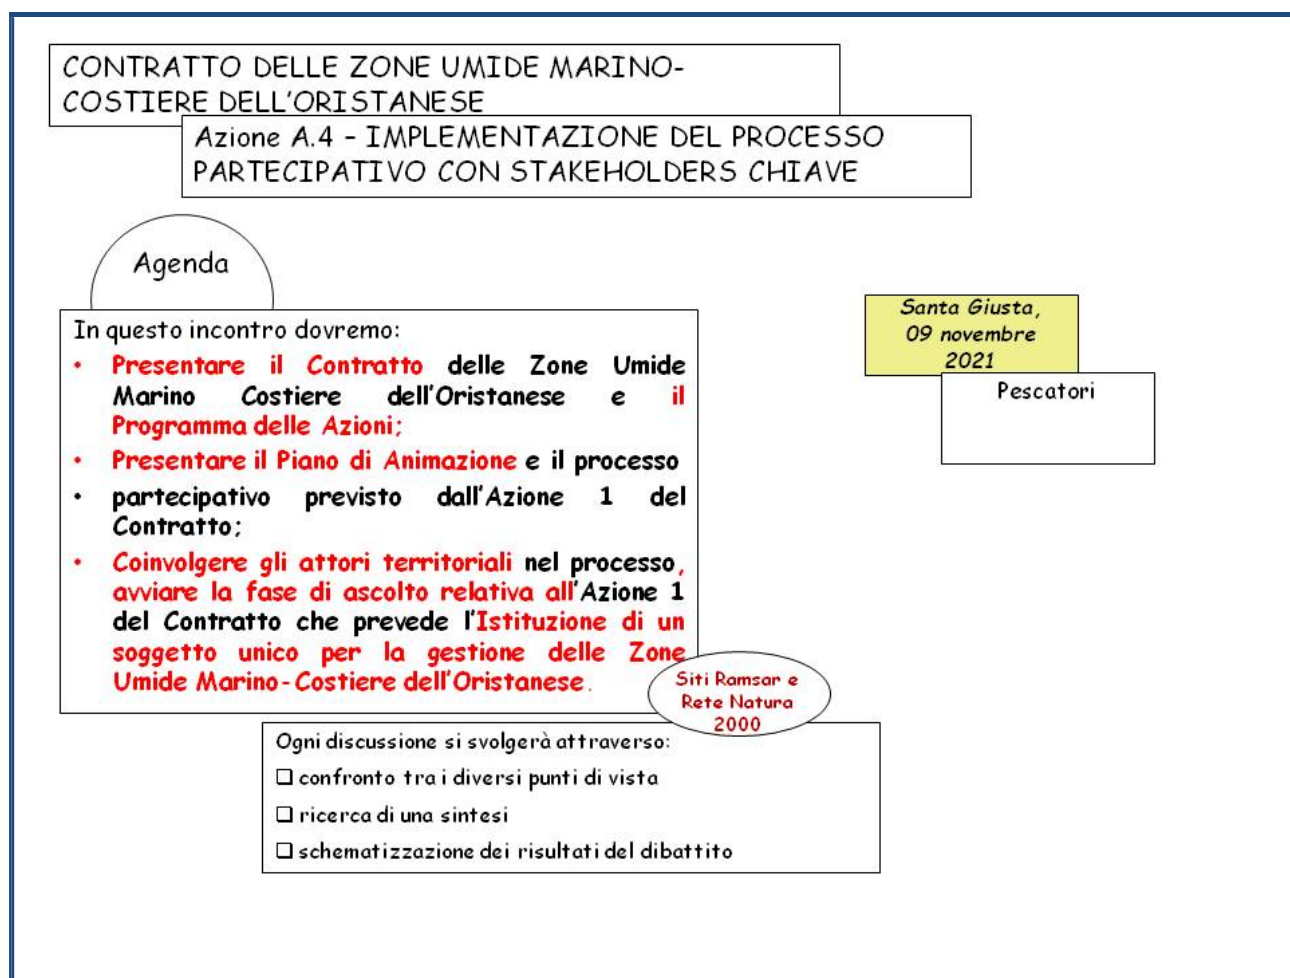 CONTRATTO DELLE ZONE UMIDE MARINO-
COSTIERE DELL'ORISTANESE
Azione A.4 – IMPLEMENTAZIONE DEL PROCESSO
PARTECIPATIVO CON STAKEHOLDERS CHIAVE
Agenda
In questo incontro dovremo:
• Presentare il Contratto delle Zone Umide
Marino Costiere dell'Oristanese e il
Programma delle Azioni;
• Presentare il Piano di Animazione e il processo
• partecipativo previsto dall'Azione 1 del
Contratto;
• Coinvolgere gli attori territoriali nel processo,
avviare la fase di ascolto relativa all'Azione 1
del Contratto che prevede l'Istituzione di un
soggetto unico per la gestione delle Zone
Umide Marino-Costiere dell'Oristanese.
Santa Giusta,
09 novembre
2021
Pescatori
Siti Ramsar e
Rete Natura
2000
Ogni discussione si svolgerà attraverso:
❑ confronto tra i diversi punti di vista
❑ ricerca di una sintesi
❑ schematizzazione dei risultati del dibattito